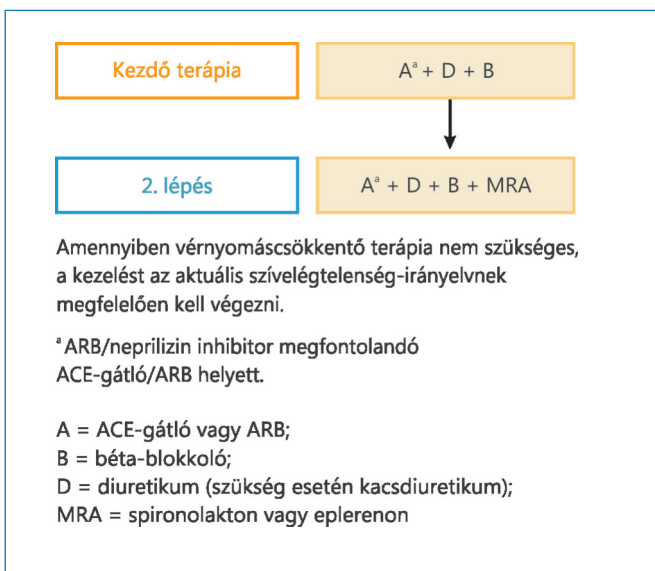 Kezdő terápia
Aᵃ + D + B
2. lépés
Aᵃ + D + B + MRA
Amennyiben vérnyomáscsökkentő terápia nem szükséges,
a kezelést az aktuális szívelégtelenség-irányelvnek
megfelelően kell végezni.
ᵃ ARB/neprilizin inhibitor megfontolandó
ACE-gátló/ARB helyett.
A = ACE-gátló vagy ARB;
B = béta-blokkoló;
D = diuretikum (szükség esetén kacsdiuretikum);
MRA = spironolakton vagy eplerenon